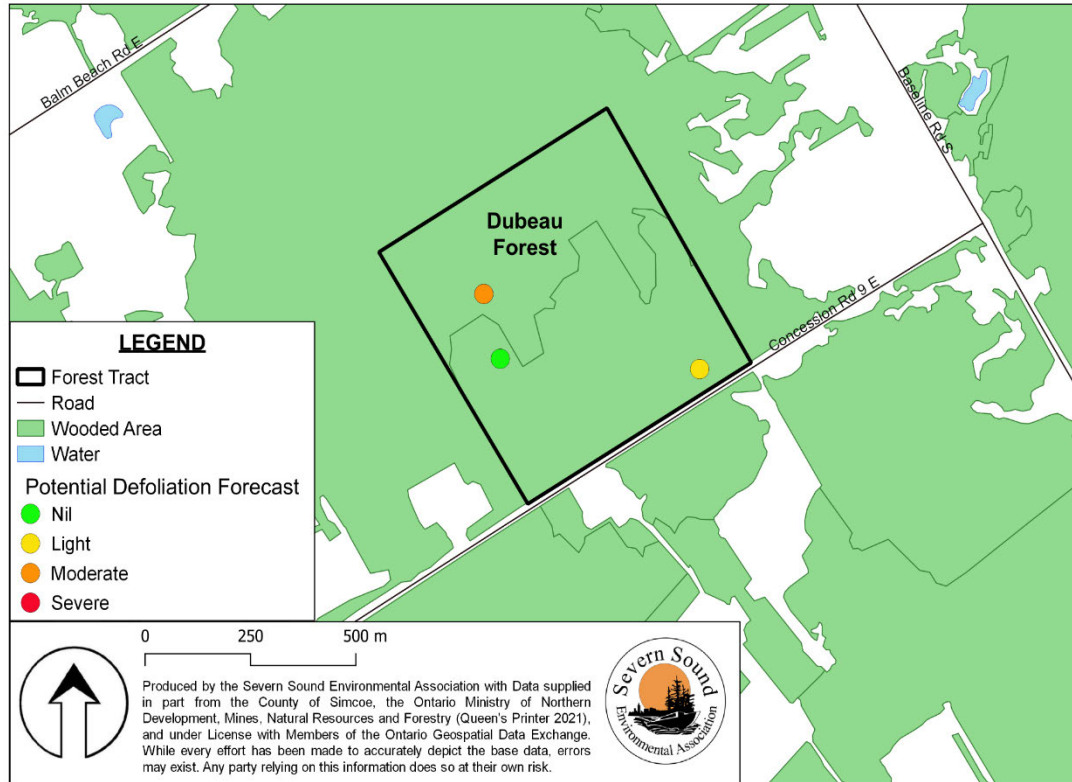 Balm Beach Rd E
Baseline Rd S
Dubeau
Forest
Concession Rd 9 E
LEGEND
Forest Tract
Road
Wooded Area
Water
Potential Defoliation Forecast
Nil
Light
Moderate
Severe
0 250 500 m
Produced by the Severn Sound Environmental Association with Data supplied
in part from the County of Simcoe, the Ontario Ministry of Northern
Development, Mines, Natural Resources and Forestry (Queen's Printer 2021),
and under License with Members of the Ontario Geospatial Data Exchange.
While every effort has been made to accurately depict the base data, errors
may exist. Any party relying on this information does so at their own risk.
Severn Sound
Environmental Association